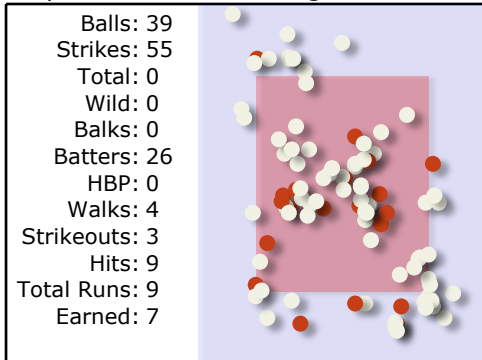 Balls: 39
Strikes: 55
Total: 0
Wild: 0
Balks: 0
Batters: 26
HBP: 0
Walks: 4
Strikeouts: 3
Hits: 9
Total Runs: 9
Earned: 7